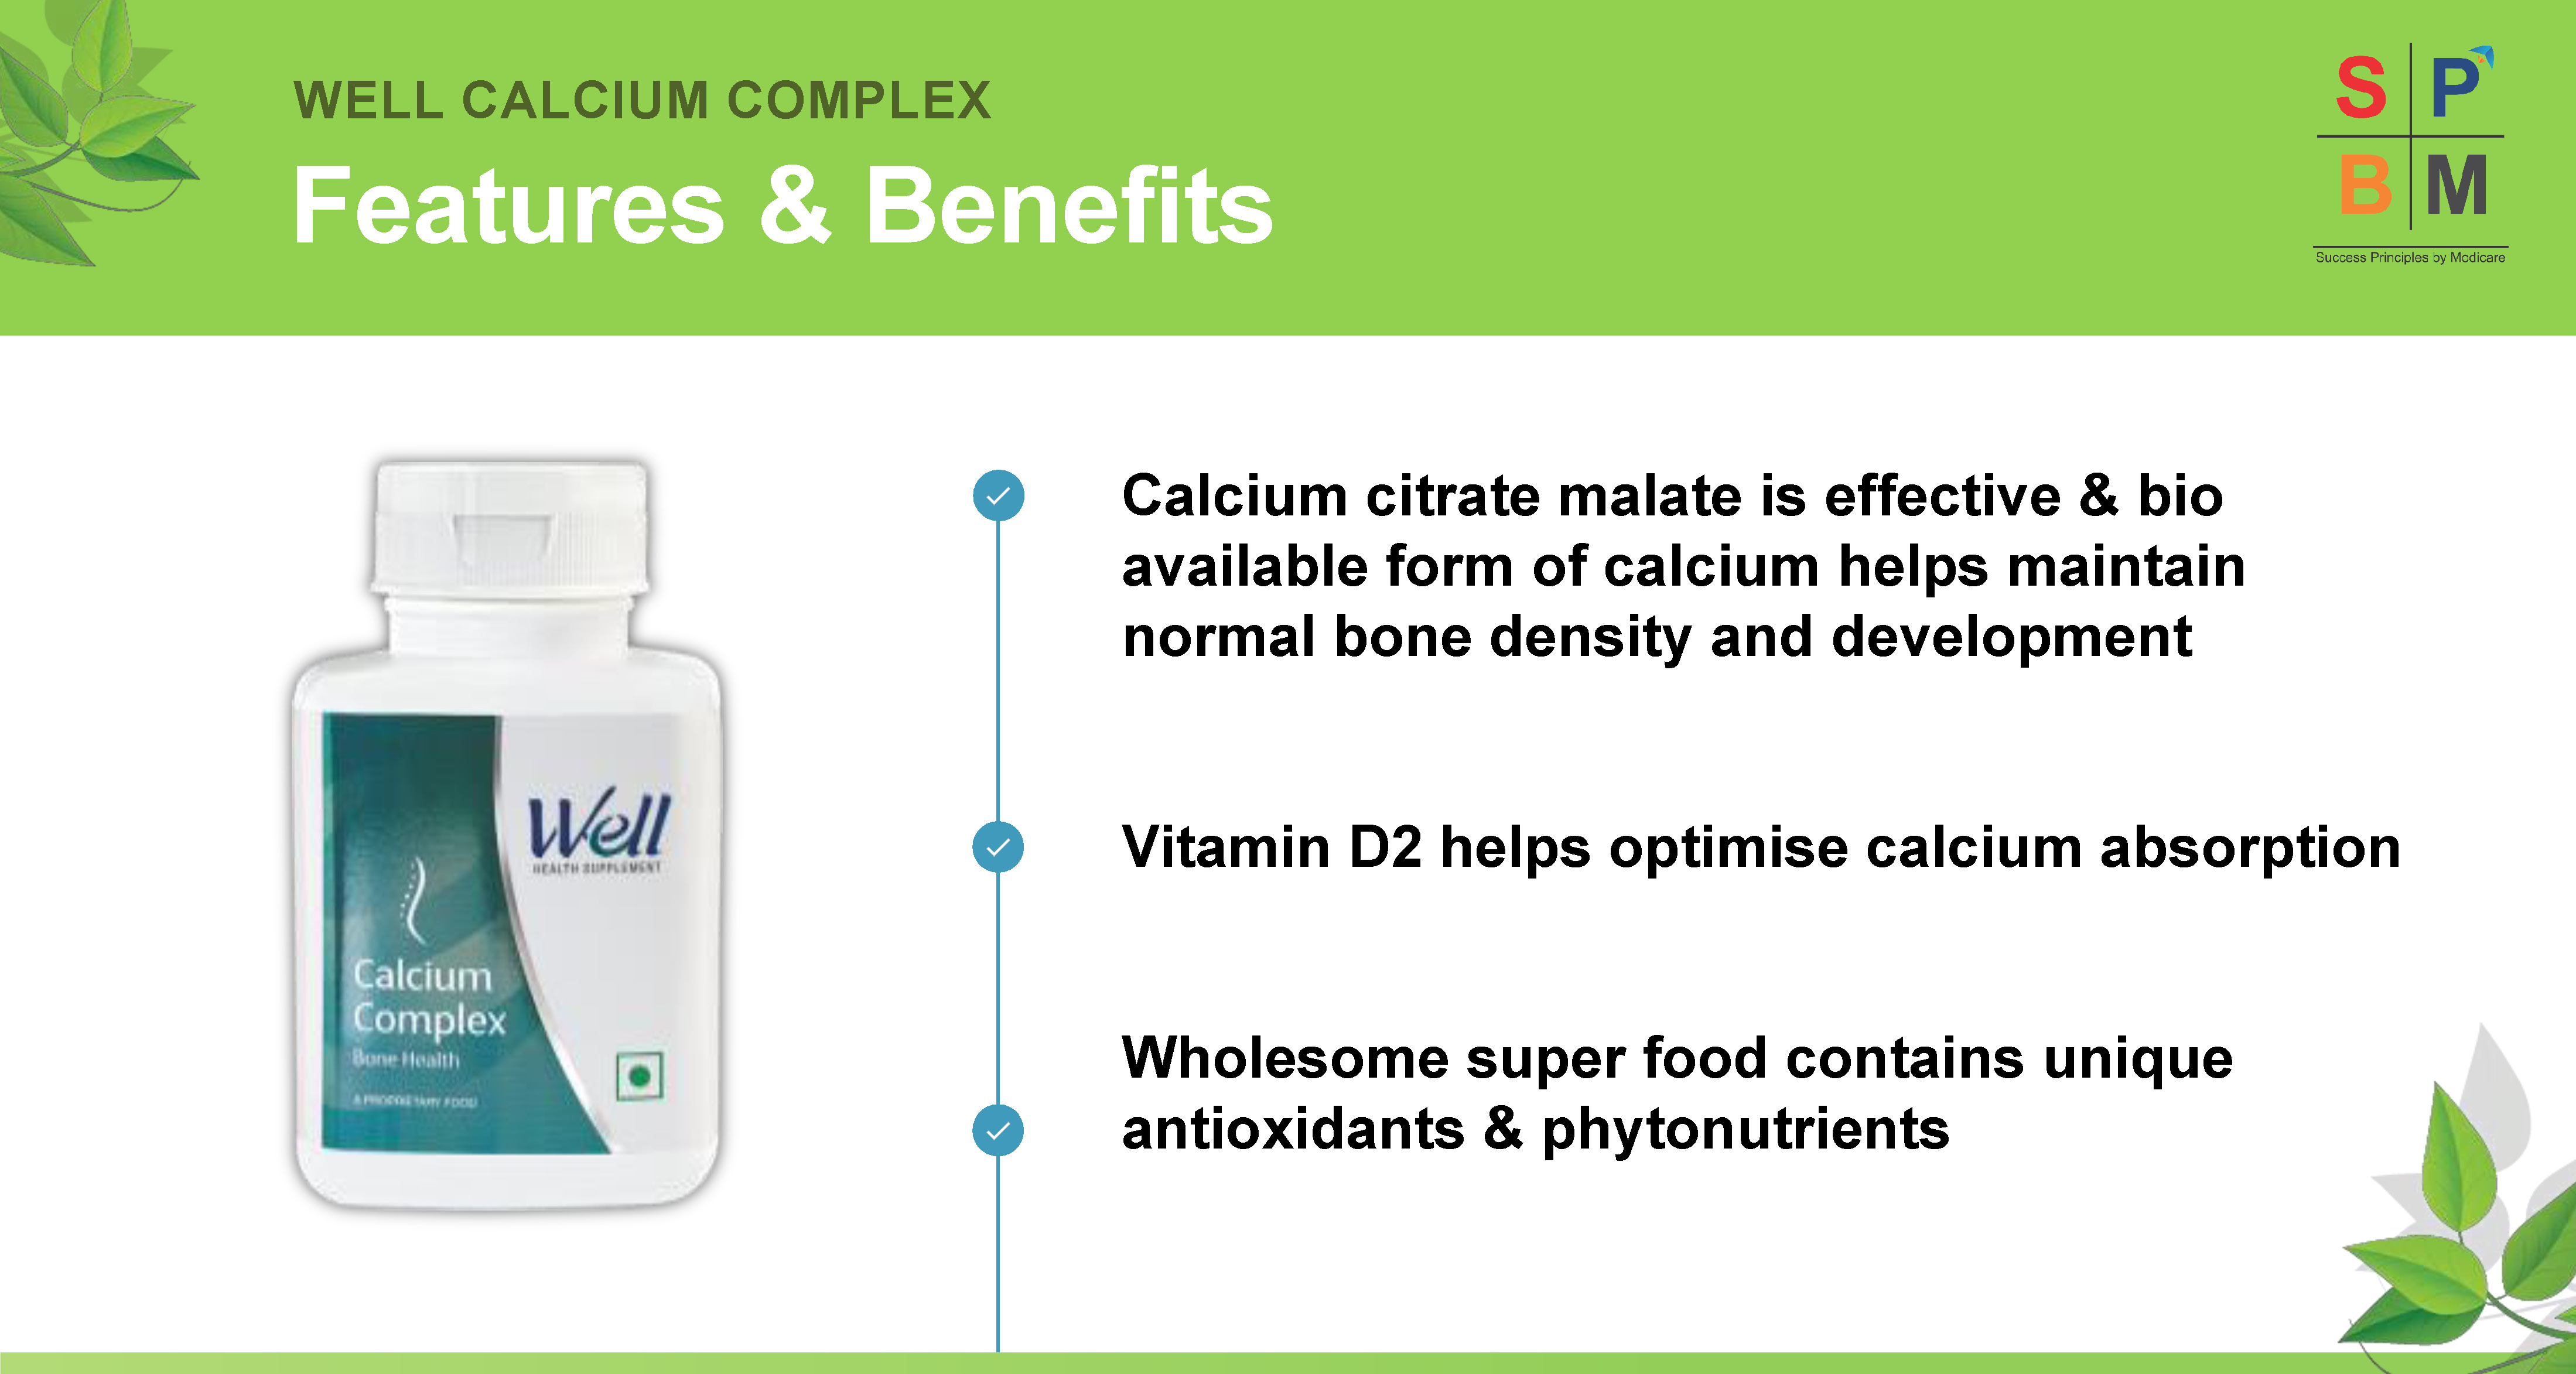 WELL CALCIUM COMPLEX
Features & Benefits
S P
B M
Success Principles by Modicare
Calcium citrate malate is effective & bio
available form of calcium helps maintain
normal bone density and development
Vitamin D2 helps optimise calcium absorption
Wholesome super food contains unique
antioxidants & phytonutrients
Well
HEALTH SUPPLEMENT
Calcium
Complex
Bone Health
A PROPRIETARY FOOD